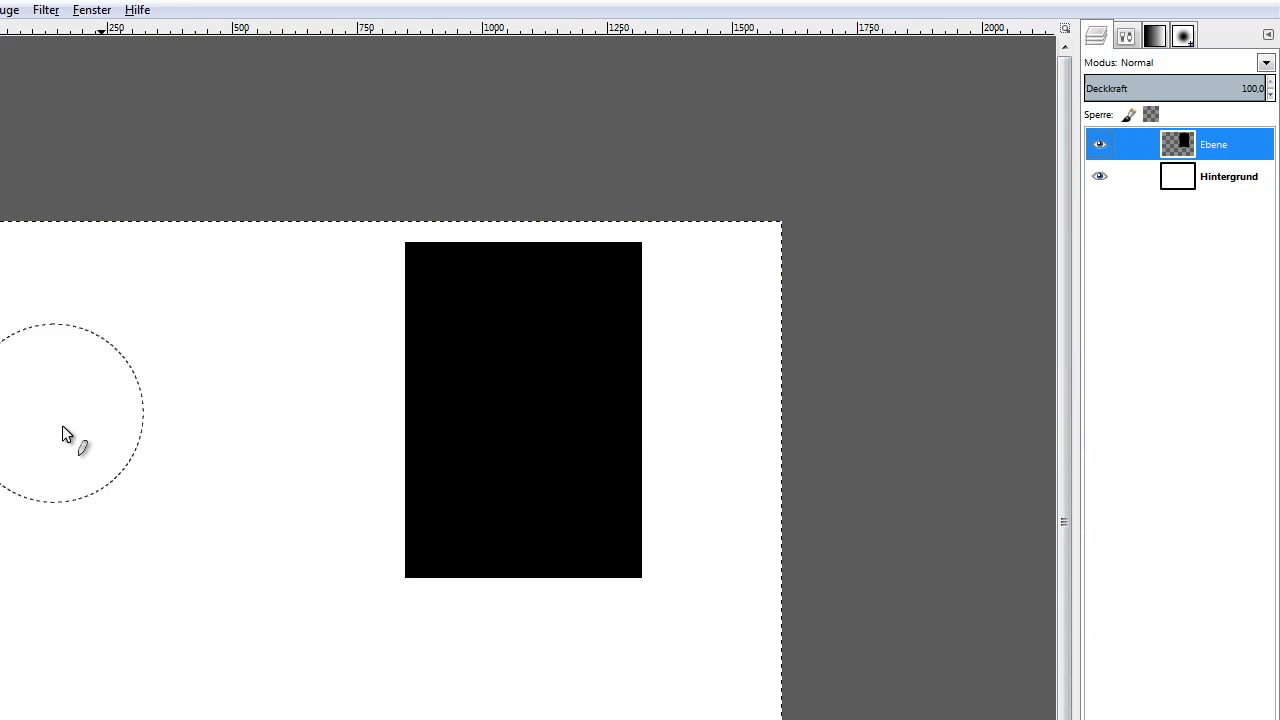 uge Filter Fenster Hilfe
250 500 750 1000 1250 1500 1750 2000
Modus: Normal
Deckkraft 100,0
Sperre:
Ebene
Hintergrund